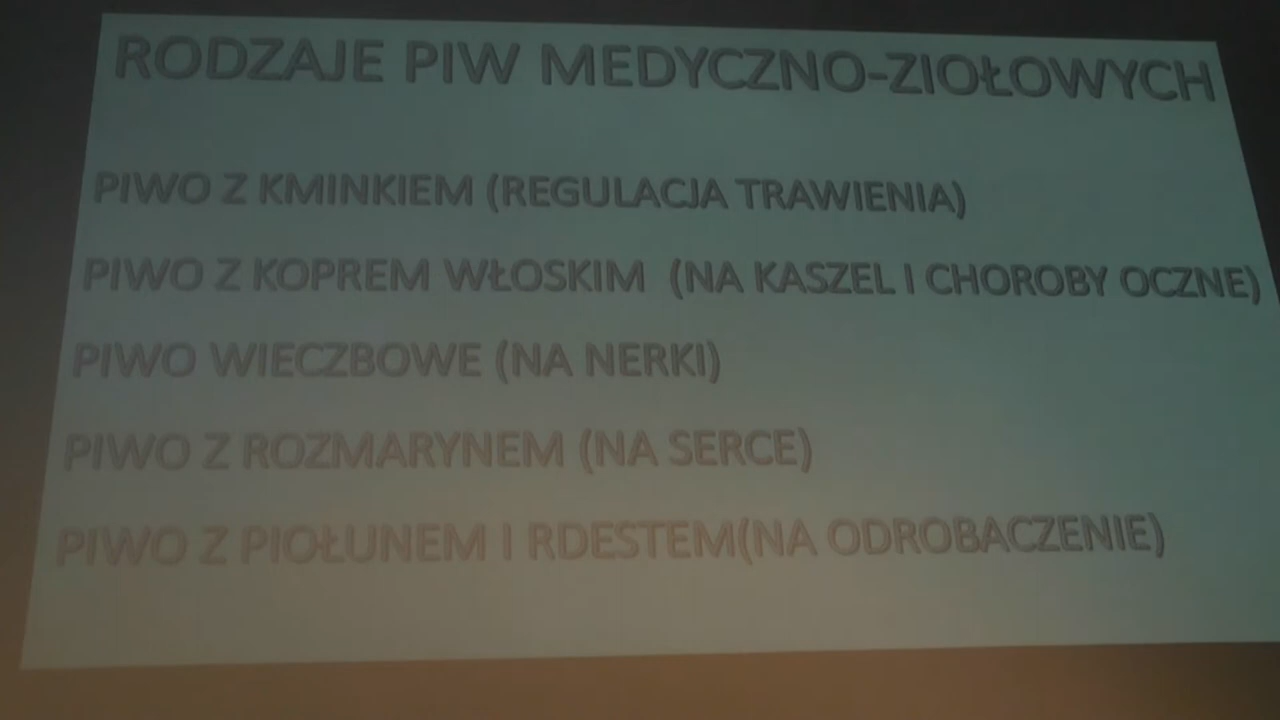 RODZAJE PIW MEDYCZNO-ZIOŁOWYCH
PIWO Z KMINKIEM (REGULACJA TRAWIENIA)
PIWO Z KOPREM WŁOSKIM (NA KASZEL I CHOROBY OCZNE)
PIWO WIECZBOWE (NA NERKI)
PIWO Z ROZMARYNEM (NA SERCE)
PIWO Z PIOŁUNEM I RDESTEM(NA ODROBACZENIE)